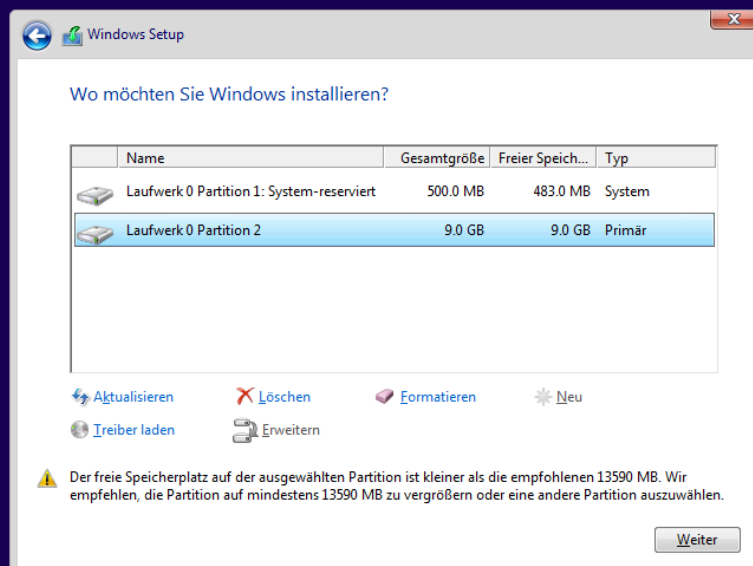 Windows Setup
Wo möchten Sie Windows installieren?
Name Gesamtgröße Freier Speich... Typ
Laufwerk 0 Partition 1: System-reserviert 500.0 MB 483.0 MB System
Laufwerk 0 Partition 2 9.0 GB 9.0 GB Primär
Aktualisieren Löschen Formatieren Neu
Treiber laden Erweitern
Der freie Speicherplatz auf der ausgewählten Partition ist kleiner als die empfohlenen 13590 MB. Wir
empfehlen, die Partition auf mindestens 13590 MB zu vergrößern oder eine andere Partition auszuwählen.
Weiter